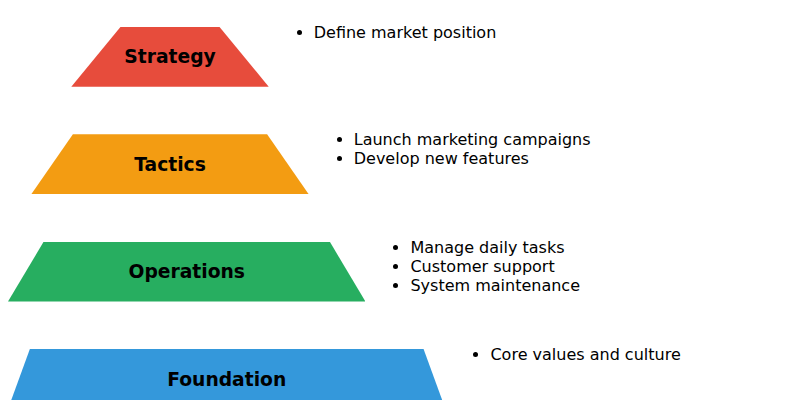 Strategy
• Define market position
Tactics
• Launch marketing campaigns
• Develop new features
Operations
• Manage daily tasks
• Customer support
• System maintenance
Foundation
• Core values and culture